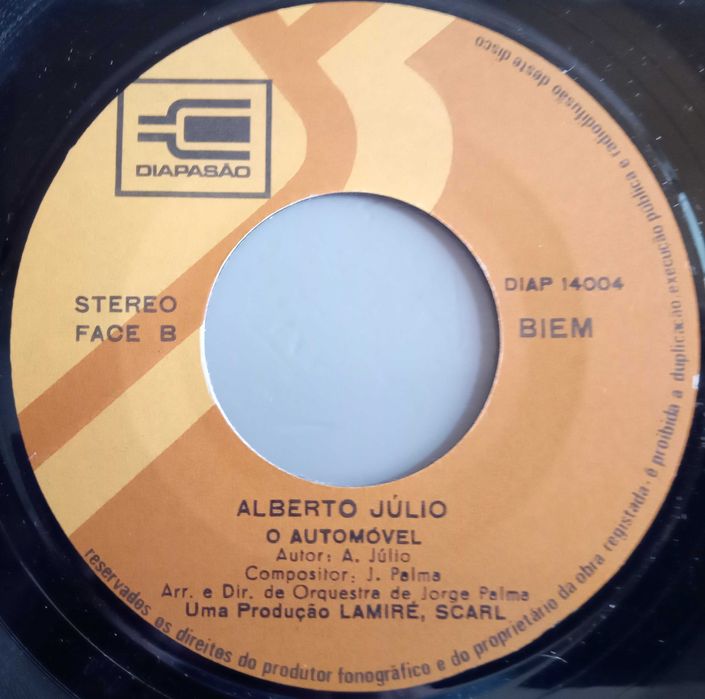 DIAPASÃO
STEREO
FACE B
DIAP 14004
BIEM
ALBERTO JÚLIO
O AUTOMÓVEL
Autor: A. Júlio
Compositor: J. Palma
Arr. e Dir. de Orquestra de Jorge Palma
Uma Produção LAMIRÉ, SCARL
reservados os direitos do produtor fonográfico e do proprietário da obra registada - é proibida a duplicação, execução pública e radiodifusão deste disco